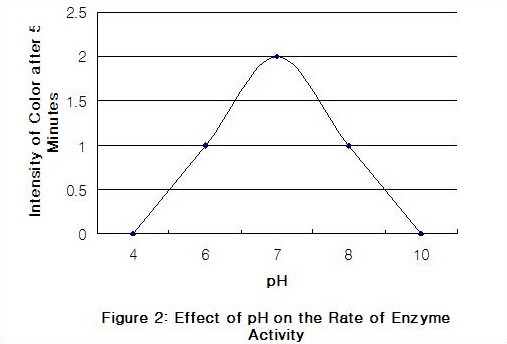 2.5
2
1.5
1
0.5
0
Intensity of Color after 5
Minutes
4 6 7 8 10
pH
Figure 2: Effect of pH on the Rate of Enzyme
Activity